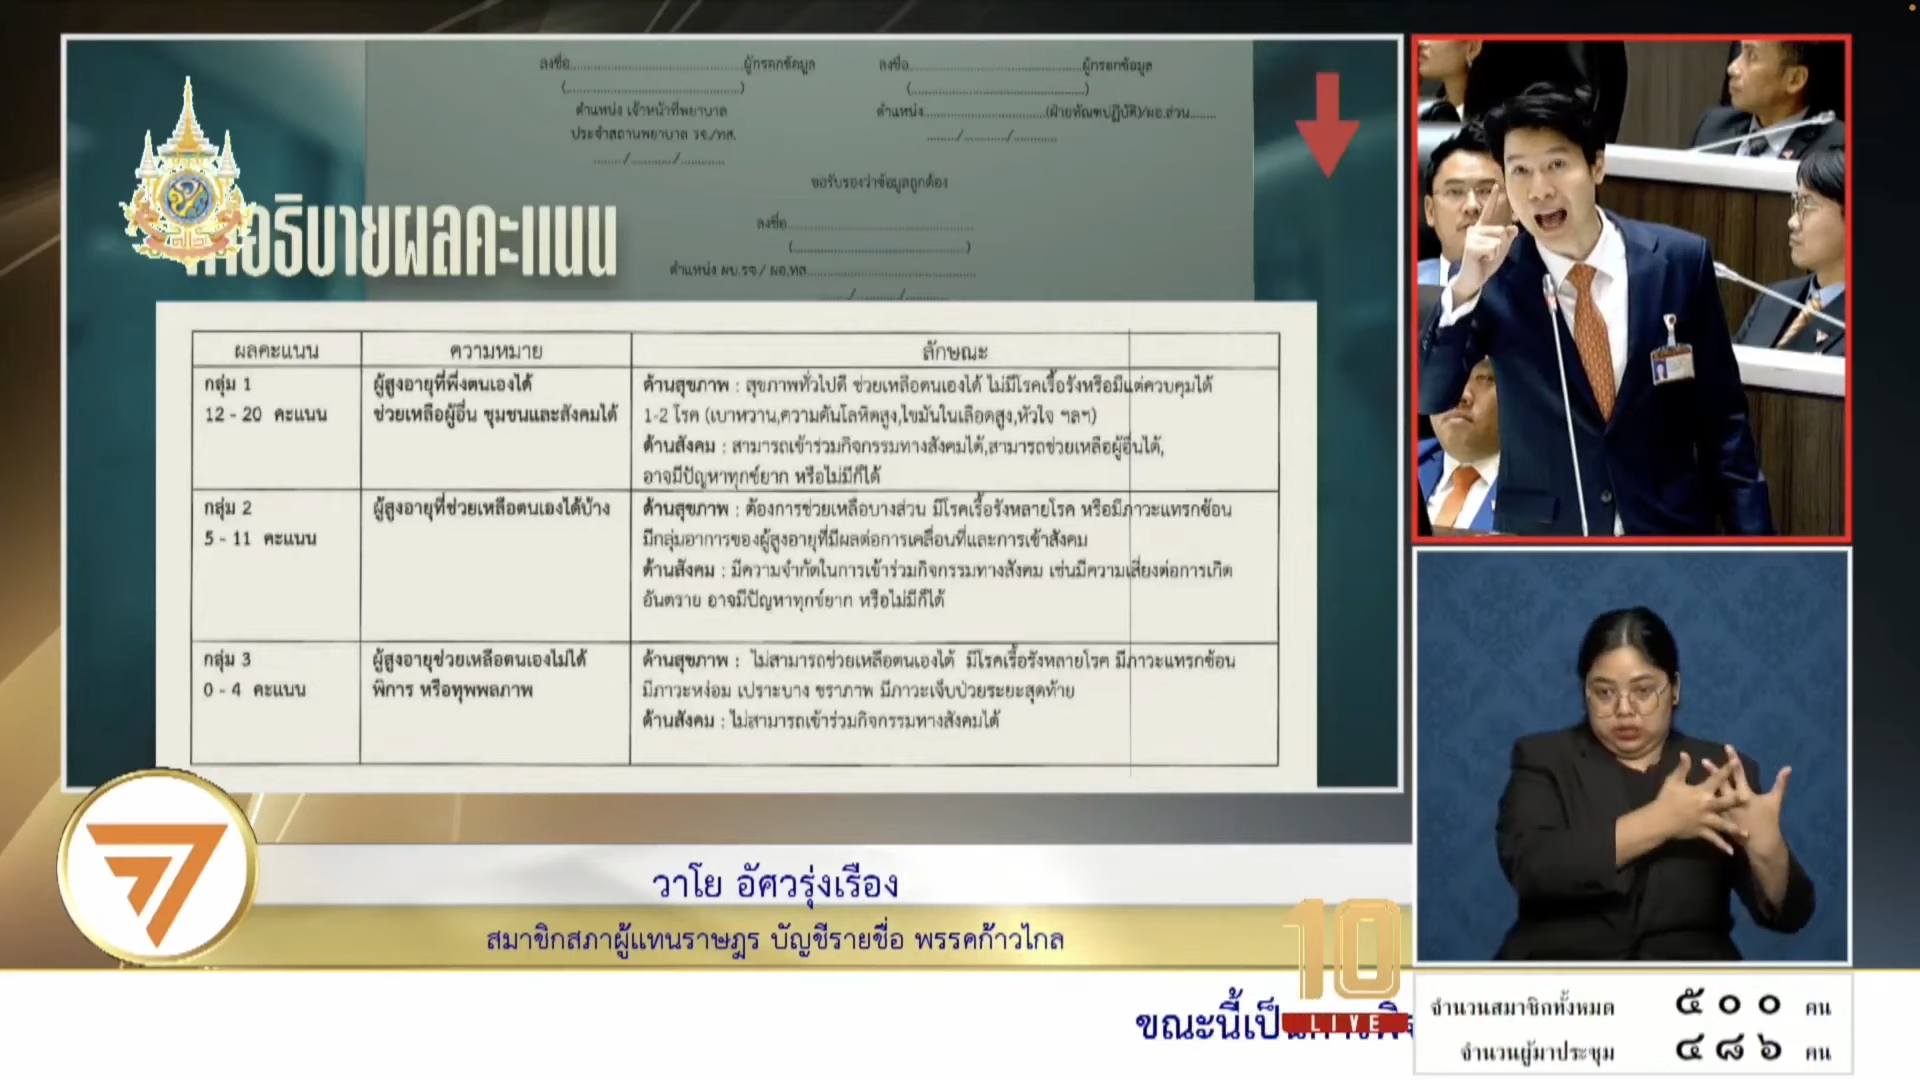 ลงชื่อ........................................ผู้กรอกข้อมูล
(........................................)
ตำแหน่ง เจ้าหน้าที่พยาบาล
ประจำสถานพยาบาล รจ./ทส.
......../............/............
ลงชื่อ........................................ผู้กรอกข้อมูล
(........................................)
ตำแหน่ง..............................(ฝ่ายทัณฑปฏิบัติ)/ผอ.ส่วน.......
......../............/............
ขอรับรองว่าข้อมูลถูกต้อง
ลงชื่อ........................................
(........................................)
ตำแหน่ง ผบ.รจ./ ผอ.ทส........................................
......../............/............
อธิบายผลคะแนน
ผลคะแนน ความหมาย ลักษณะ
กลุ่ม 1 ผู้สูงอายุที่พึ่งตนเองได้ ด้านสุขภาพ : สุขภาพทั่วไปดี ช่วยเหลือตนเองได้ ไม่มีโรคเรื้อรังหรือมีแต่ควบคุมได้
12 - 20 คะแนน ช่วยเหลือผู้อื่น ชุมชนและสังคมได้ 1-2 โรค (เบาหวาน,ความดันโลหิตสูง,ไขมันในเลือดสูง,หัวใจ ฯลฯ)
ด้านสังคม : สามารถเข้าร่วมกิจกรรมทางสังคมได้,สามารถช่วยเหลือผู้อื่นได้,
อาจมีปัญหาทุกข์ยาก หรือไม่มีก็ได้
กลุ่ม 2 ผู้สูงอายุที่ช่วยเหลือตนเองได้บ้าง ด้านสุขภาพ : ต้องการช่วยเหลือบางส่วน มีโรคเรื้อรังหลายโรค หรือมีภาวะแทรกซ้อน
5 - 11 คะแนน มีกลุ่มอาการของผู้สูงอายุที่มีผลต่อการเคลื่อนที่และการเข้าสังคม
ด้านสังคม : มีความจำกัดในการเข้าร่วมกิจกรรมทางสังคม เช่นมีความเสี่ยงต่อการเกิด
อันตราย อาจมีปัญหาทุกข์ยาก หรือไม่มีก็ได้
กลุ่ม 3 ผู้สูงอายุช่วยเหลือตนเองไม่ได้ ด้านสุขภาพ : ไม่สามารถช่วยเหลือตนเองได้ มีโรคเรื้อรังหลายโรค มีภาวะแทรกซ้อน
0 - 4 คะแนน พิการ หรือทุพพลภาพ มีภาวะหง่อม เปราะบาง ชราภาพ มีภาวะเจ็บป่วยระยะสุดท้าย
ด้านสังคม : ไม่สามารถเข้าร่วมกิจกรรมทางสังคมได้
วาโย อัศวรุ่งเรือง
สมาชิกสภาผู้แทนราษฎร บัญชีรายชื่อ พรรคก้าวไกล
10
LIVE
ขณะนี้เป็น
จำนวนสมาชิกทั้งหมด ๕๐๐ คน
จำนวนผู้มาประชุม ๔๘๖ คน